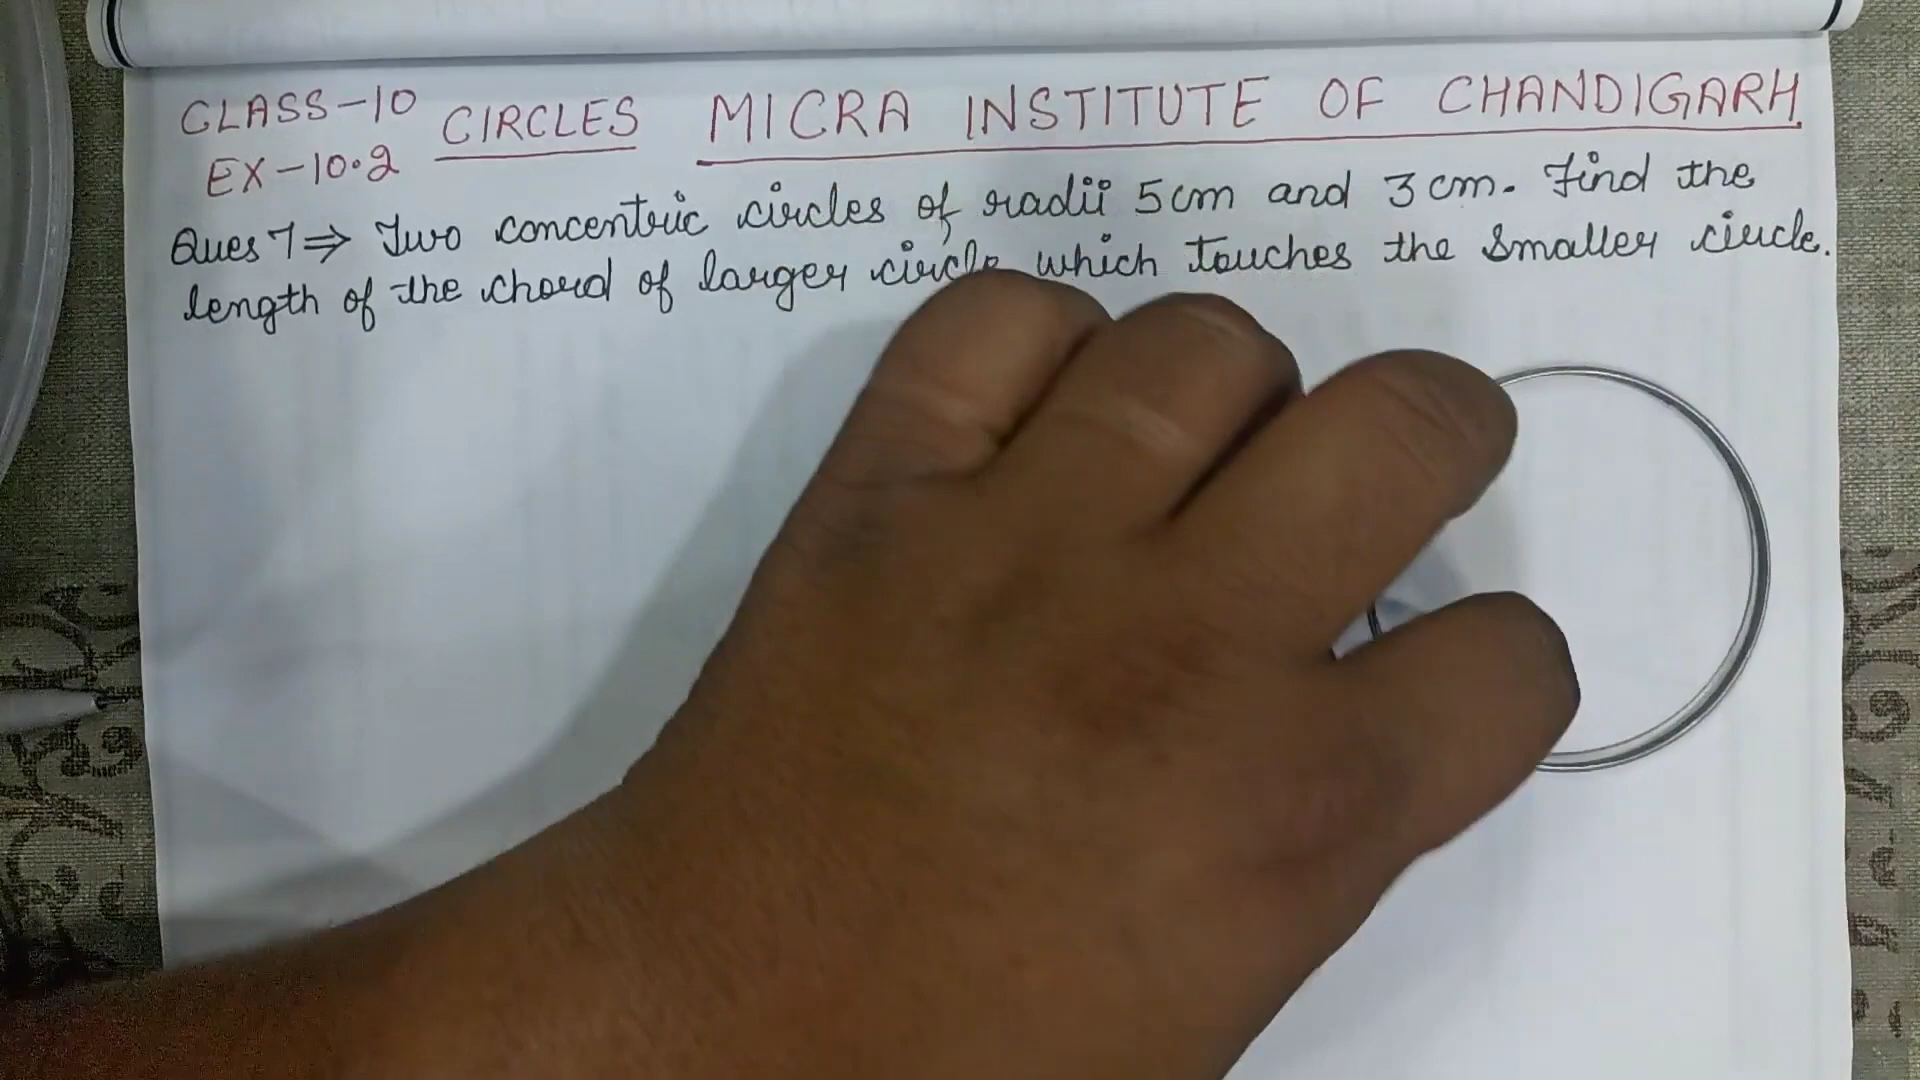 CLASS-10 CIRCLES MICRA INSTITUTE OF CHANDIGARH
EX-10.2
Ques 7⇒ Two concentric circles of radii 5cm and 3cm. Find the
length of the chord of larger circle which touches the smaller circle.